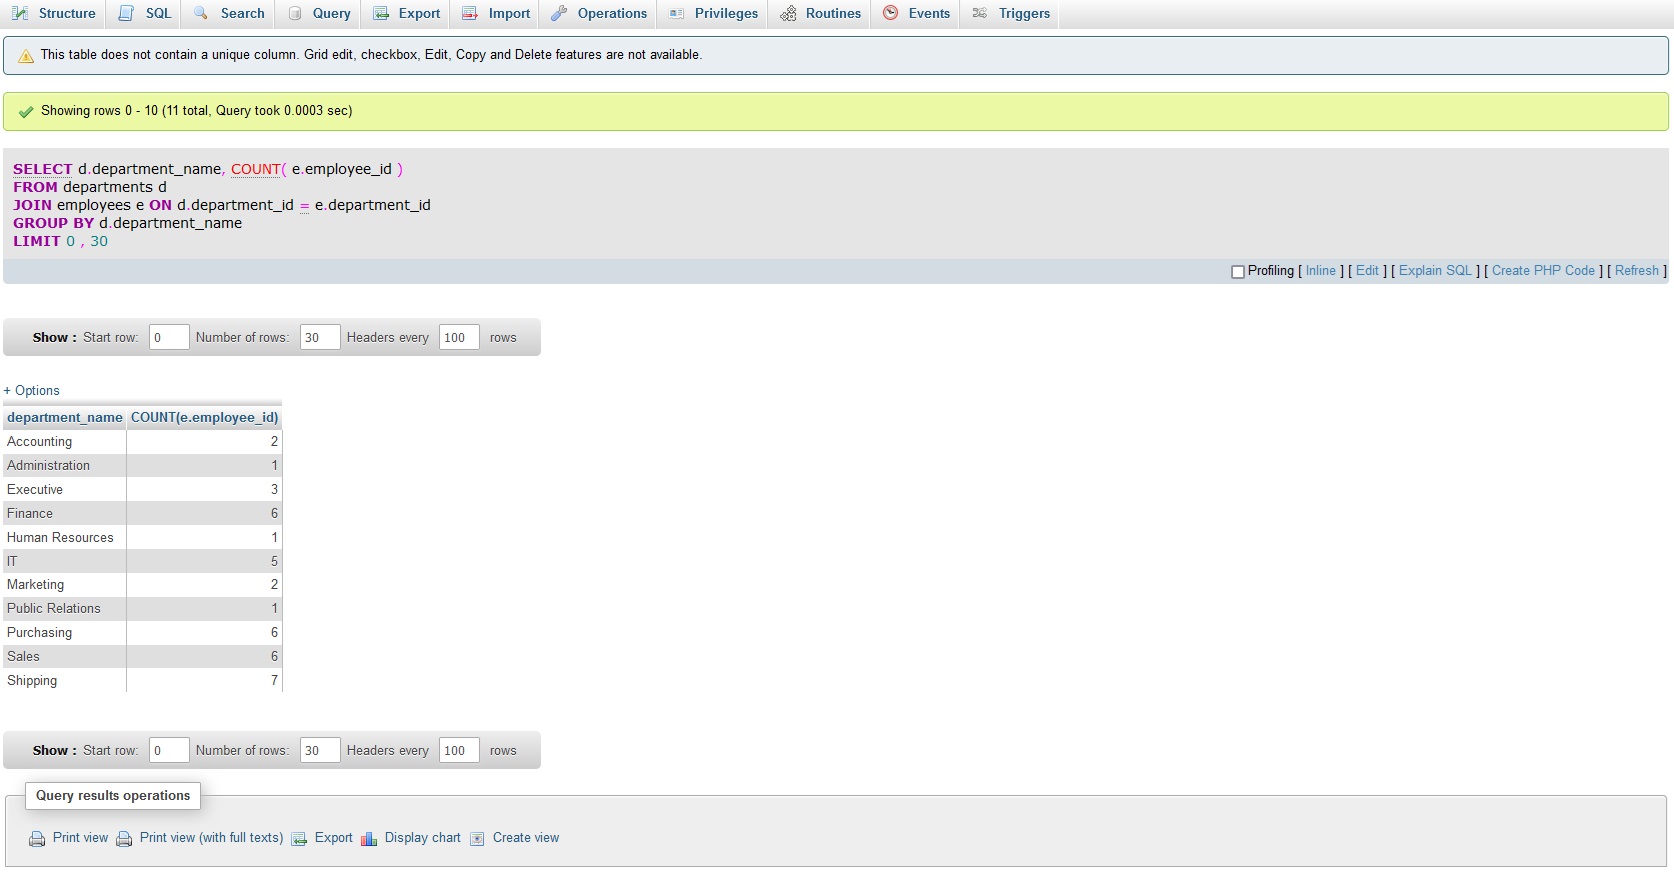 Structure SQL Search Query Export Import Operations Privileges Routines Events Triggers
This table does not contain a unique column. Grid edit, checkbox, Edit, Copy and Delete features are not available.
Showing rows 0 - 10 (11 total, Query took 0.0003 sec)
SELECT d.department_name, COUNT( e.employee_id )
FROM departments d
JOIN employees e ON d.department_id = e.department_id
GROUP BY d.department_name
LIMIT 0 , 30
Profiling [ Inline ] [ Edit ] [ Explain SQL ] [ Create PHP Code ] [ Refresh ]
Show : Start row: 0 Number of rows: 30 Headers every 100 rows
+ Options
department_name COUNT(e.employee_id)
Accounting 2
Administration 1
Executive 3
Finance 6
Human Resources 1
IT 5
Marketing 2
Public Relations 1
Purchasing 6
Sales 6
Shipping 7
Show : Start row: 0 Number of rows: 30 Headers every 100 rows
Query results operations
Print view Print view (with full texts) Export Display chart Create view